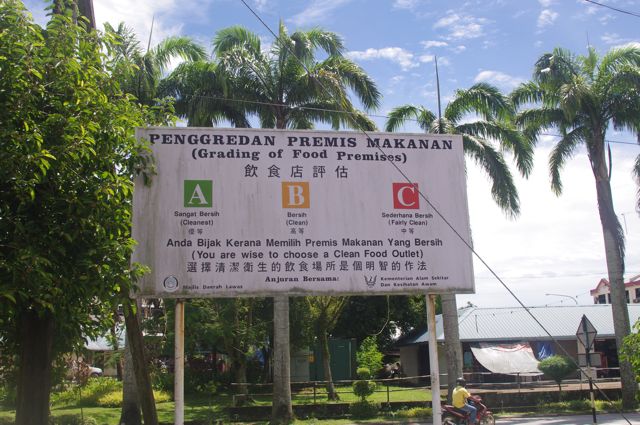 PENGGREDAN PREMIS MAKANAN
(Grading of Food Premises)
飲食店評估
A B C
Sangat Bersih
(Cleanest)
優等
Bersih
(Clean)
高等
Sederhana Bersih
(Fairly Clean)
中等
Anda Bijak Kerana Memilih Premis Makanan Yang Bersih
(You are wise to choose a Clean Food Outlet)
選擇清潔衛生的飲食場所是個明智的作法
Anjuran Bersama:
Majlis Daerah Lawas
Kementerian Alam Sekitar
Dan Kesihatan Awam